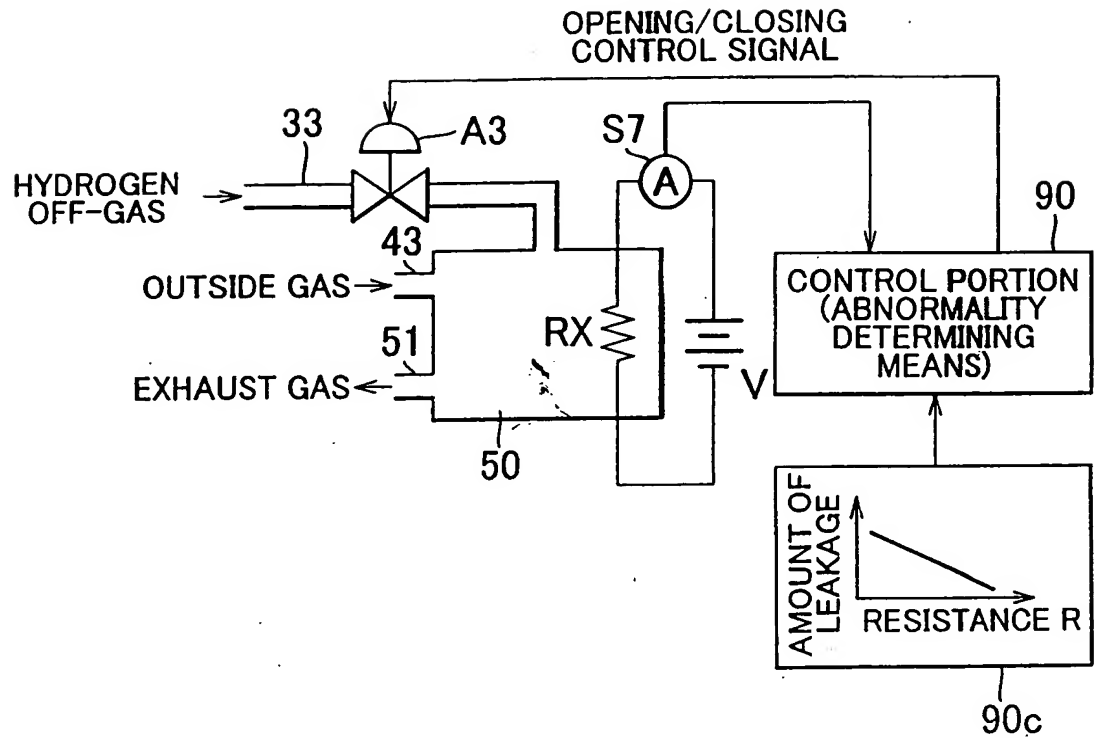 OPENING/CLOSING
CONTROL SIGNAL
33
A3
S7
A
HYDROGEN
OFF-GAS
43
90
OUTSIDE GAS
CONTROL PORTION
(ABNORMALITY
DETERMINING
MEANS)
RX
51
EXHAUST GAS
V
50
AMOUNT OF
LEAKAGE
RESISTANCE R
90c